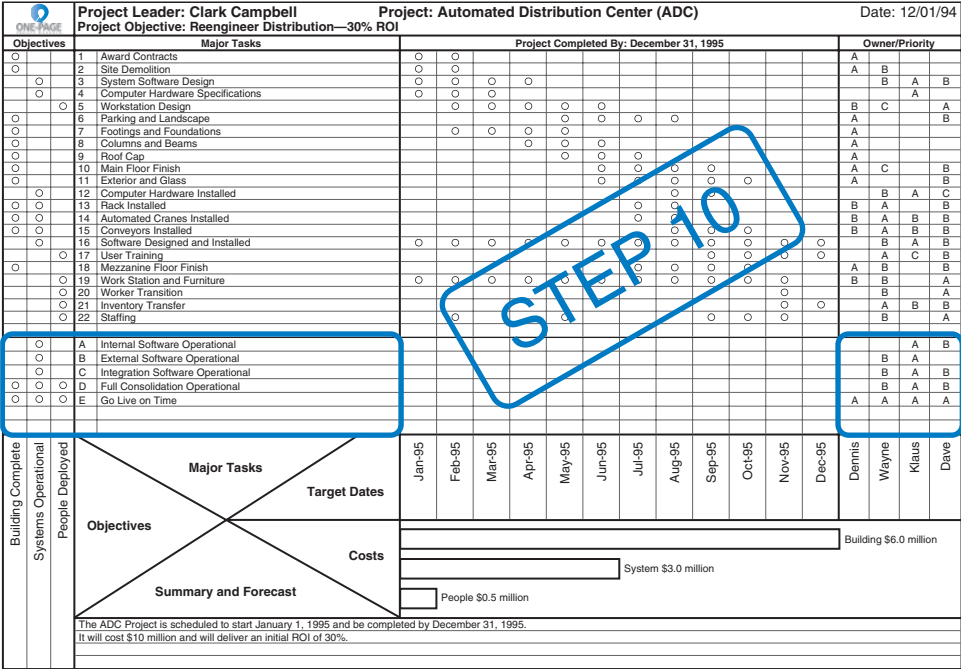 ONE-PAGE
Project Leader: Clark Campbell Project: Automated Distribution Center (ADC) Date: 12/01/94
Project Objective: Reengineer Distribution—30% ROI
Objectives Major Tasks Project Completed By: December 31, 1995 Owner/Priority
1 Award Contracts A
2 Site Demolition A B
3 System Software Design B A B
4 Computer Hardware Specifications A
5 Workstation Design B C A
6 Parking and Landscape A B
7 Footings and Foundations A
8 Columns and Beams A
9 Roof Cap A
10 Main Floor Finish A C B
11 Exterior and Glass A B
12 Computer Hardware Installed B A C
13 Rack Installed B A B
14 Automated Cranes Installed B A B B
15 Conveyors Installed B A B B
16 Software Designed and Installed B A B
17 User Training A C B
18 Mezzanine Floor Finish A B B
19 Work Station and Furniture B B A
20 Worker Transition B A
21 Inventory Transfer A B B
22 Staffing B A
STEP 10
A Internal Software Operational A B
B External Software Operational B A
C Integration Software Operational B A B
D Full Consolidation Operational B A B
E Go Live on Time A A A A
Building Complete
Systems Operational
People Deployed
Major Tasks
Target Dates
Objectives
Costs
Summary and Forecast
Jan-95
Feb-95
Mar-95
Apr-95
May-95
Jun-95
Jul-95
Aug-95
Sep-95
Oct-95
Nov-95
Dec-95
Dennis
Wayne
Klaus
Dave
Building $6.0 million
System $3.0 million
People $0.5 million
The ADC Project is scheduled to start January 1, 1995 and be completed by December 31, 1995.
It will cost $10 million and will deliver an initial ROI of 30%.